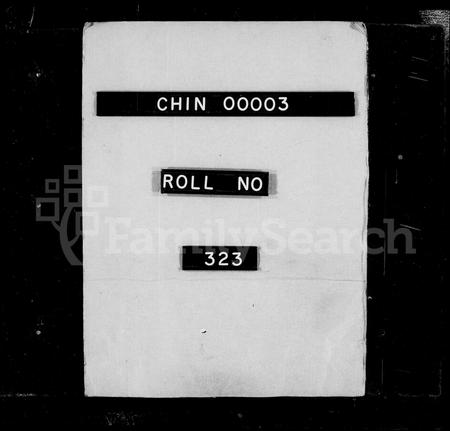 CHIN 00003
ROLL NO
FamilySearch
323